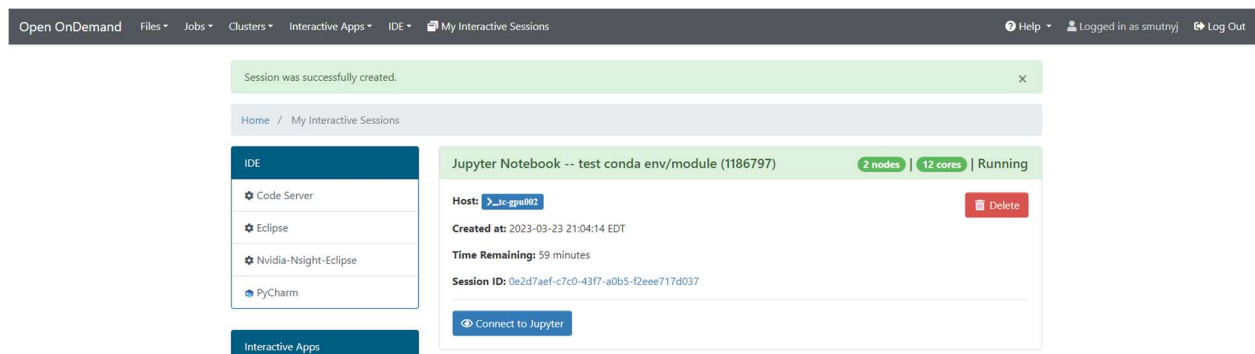 Open OnDemand Files Jobs Clusters Interactive Apps IDE My Interactive Sessions Help Logged in as smutnyj Log Out
Session was successfully created. ×
Home / My Interactive Sessions
IDE
Code Server
Eclipse
Nvidia-Nsight-Eclipse
PyCharm
Interactive Apps
Jupyter Notebook -- test conda env/module (1186797) 2 nodes | 12 cores | Running
Host: >_tc-gpu002
Delete
Created at: 2023-03-23 21:04:14 EDT
Time Remaining: 59 minutes
Session ID: 0e2d7aef-c7c0-43f7-a0b5-f2eee717d037
Connect to Jupyter